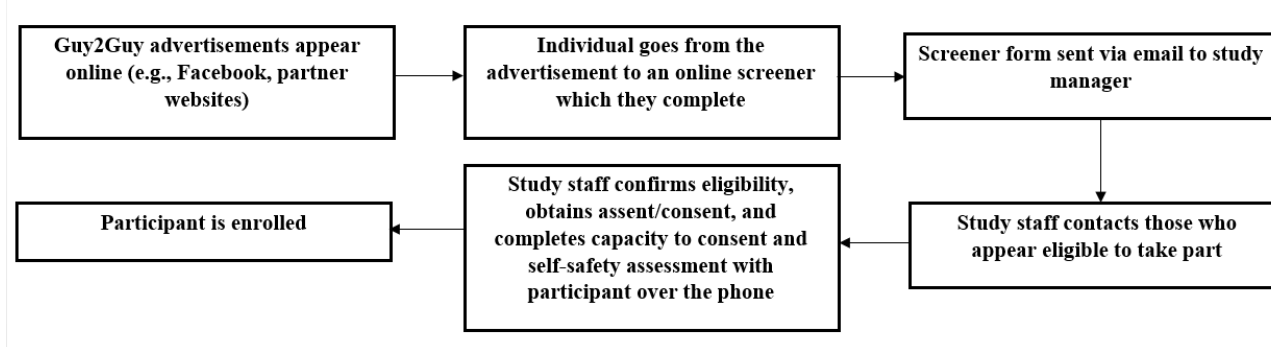 Guy2Guy advertisements appear
online (e.g., Facebook, partner
websites)
Individual goes from the
advertisement to an online screener
which they complete
Screener form sent via email to study
manager
Study staff contacts those who
appear eligible to take part
Study staff confirms eligibility,
obtains assent/consent, and
completes capacity to consent and
self-safety assessment with
participant over the phone
Participant is enrolled